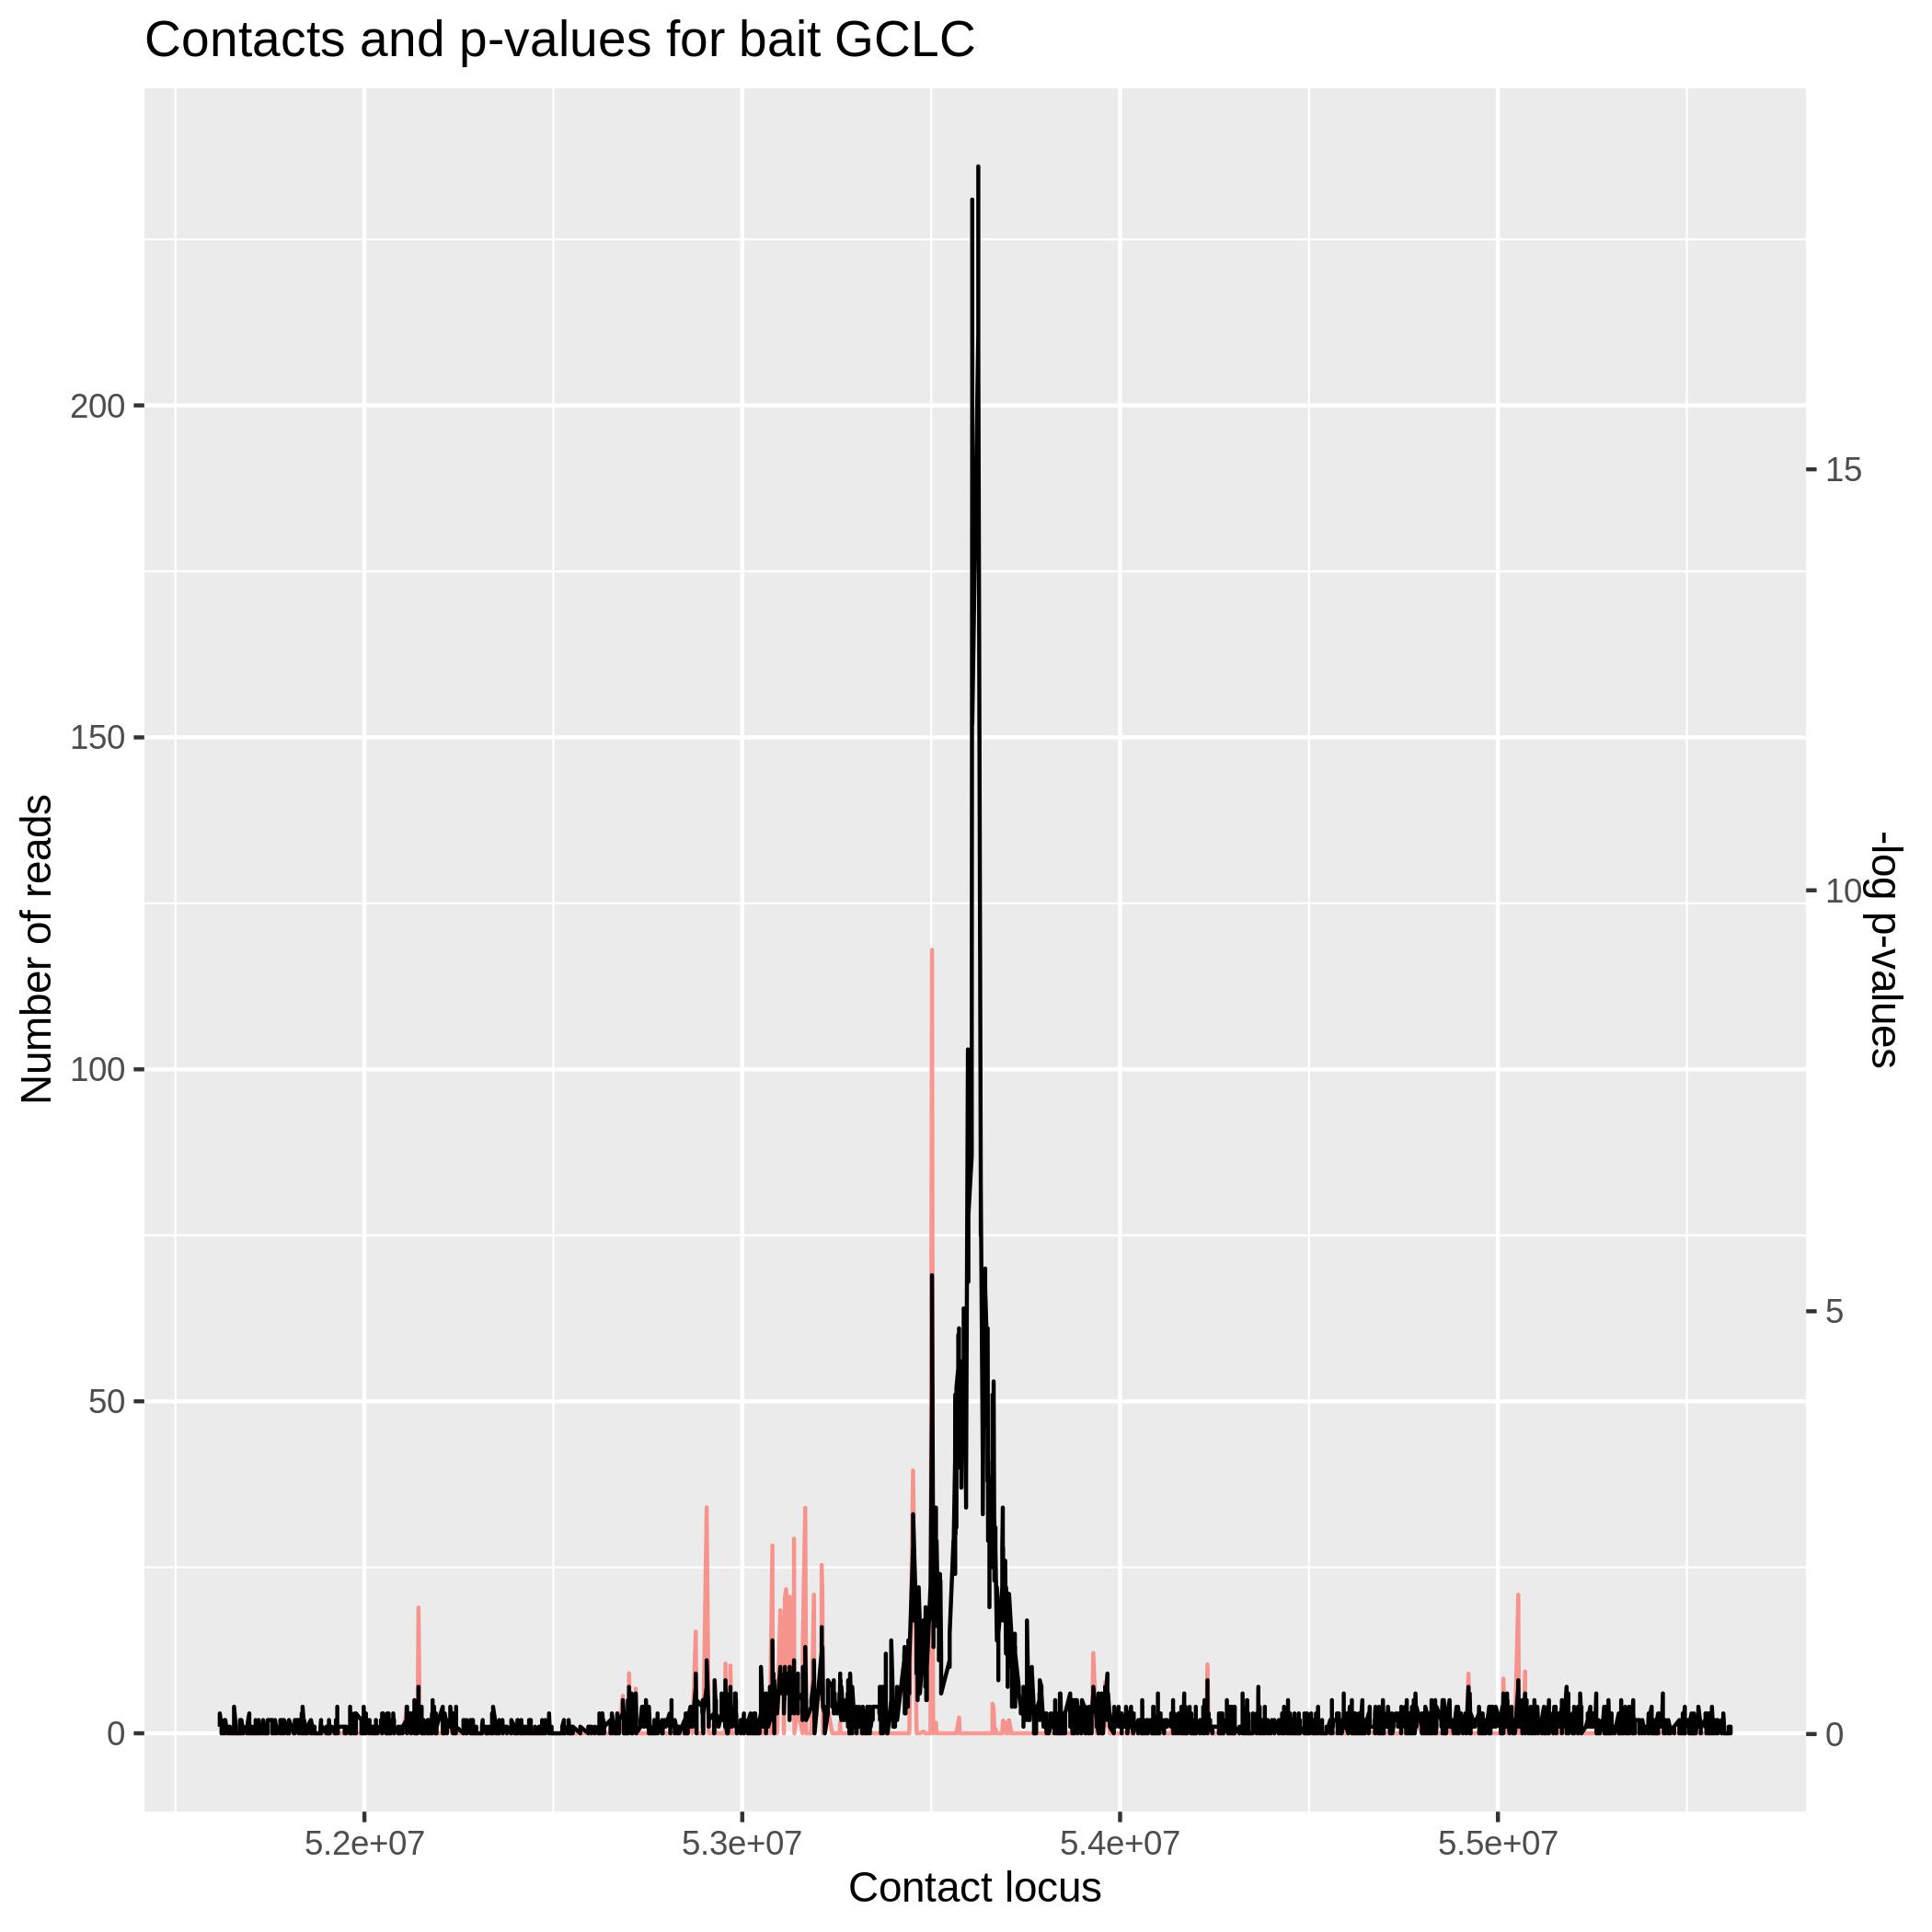 Contacts and p-values for bait GCLC
Number of reads
200
150
100
50
0
15
10
5
0
-log p-values
5.2e+07
5.3e+07
5.4e+07
5.5e+07
Contact locus